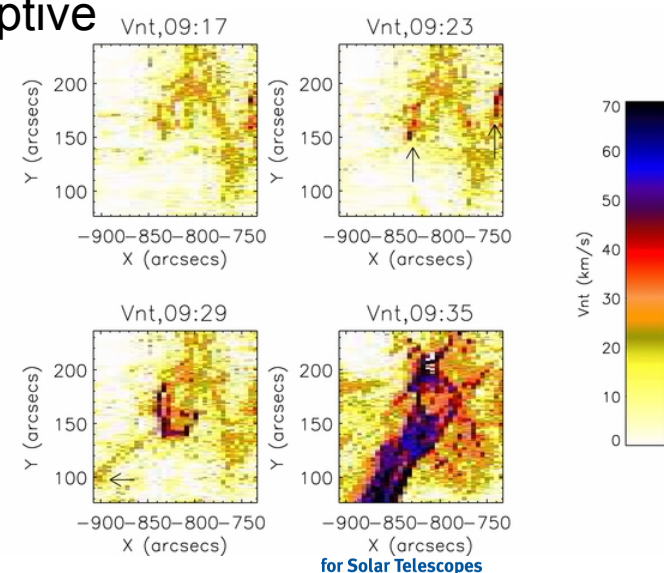 ptive
Vnt,09:17
Vnt,09:23
Y (arcsecs)
200
150
100
−900−850−800−750
X (arcsecs)
Y (arcsecs)
200
150
100
−900−850−800−750
X (arcsecs)
Vnt (km/s)
70
60
50
40
30
20
10
0
Vnt,09:29
Vnt,09:35
Y (arcsecs)
200
150
100
−900−850−800−750
X (arcsecs)
Y (arcsecs)
200
150
100
−900−850−800−750
X (arcsecs)
for Solar Telescopes